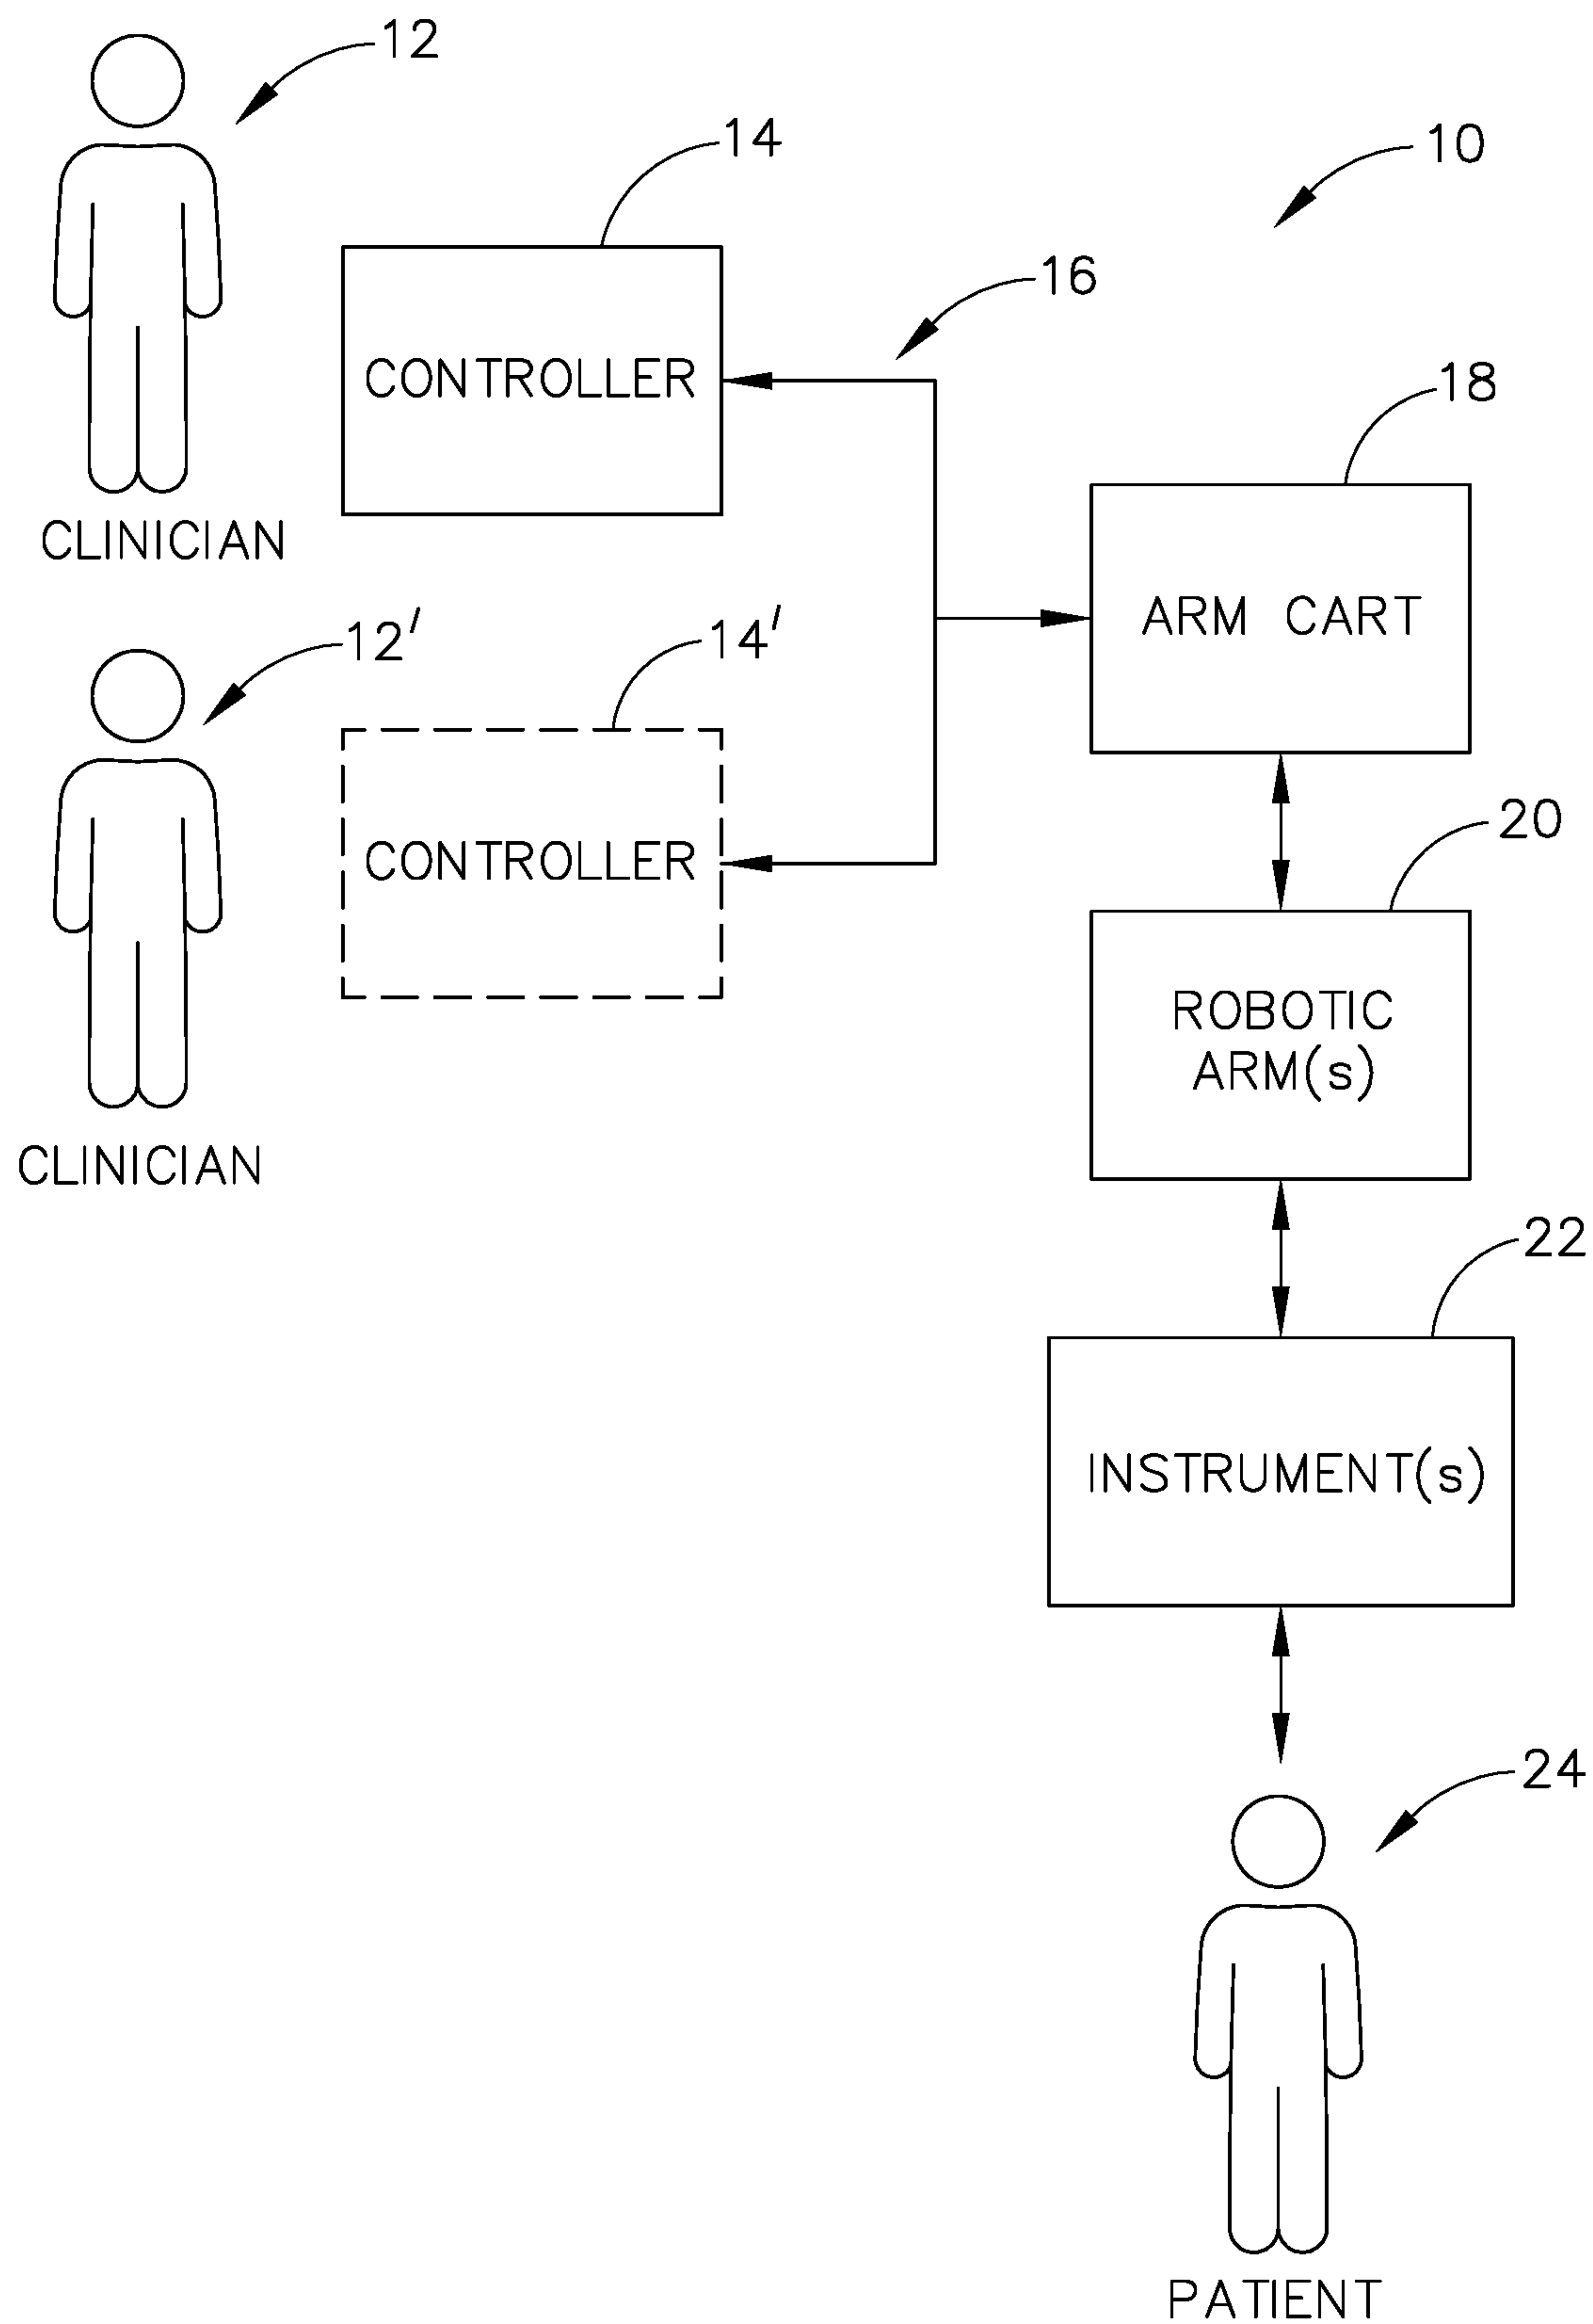 12
14
10
16
CONTROLLER
18
CLINICIAN
ARM CART
12'
14'
CONTROLLER
20
ROBOTIC
ARM(s)
CLINICIAN
22
INSTRUMENT(s)
24
PATIENT